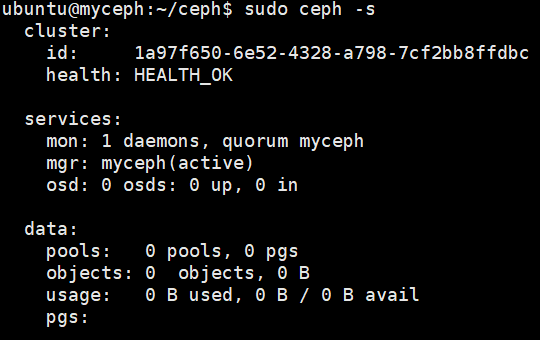 ubuntu@myceph:~/ceph$ sudo ceph -s
  cluster:
    id:     1a97f650-6e52-4328-a798-7cf2bb8ffdbc
    health: HEALTH_OK

  services:
    mon: 1 daemons, quorum myceph
    mgr: myceph(active)
    osd: 0 osds: 0 up, 0 in

  data:
    pools:   0 pools, 0 pgs
    objects: 0  objects, 0 B
    usage:   0 B used, 0 B / 0 B avail
    pgs: